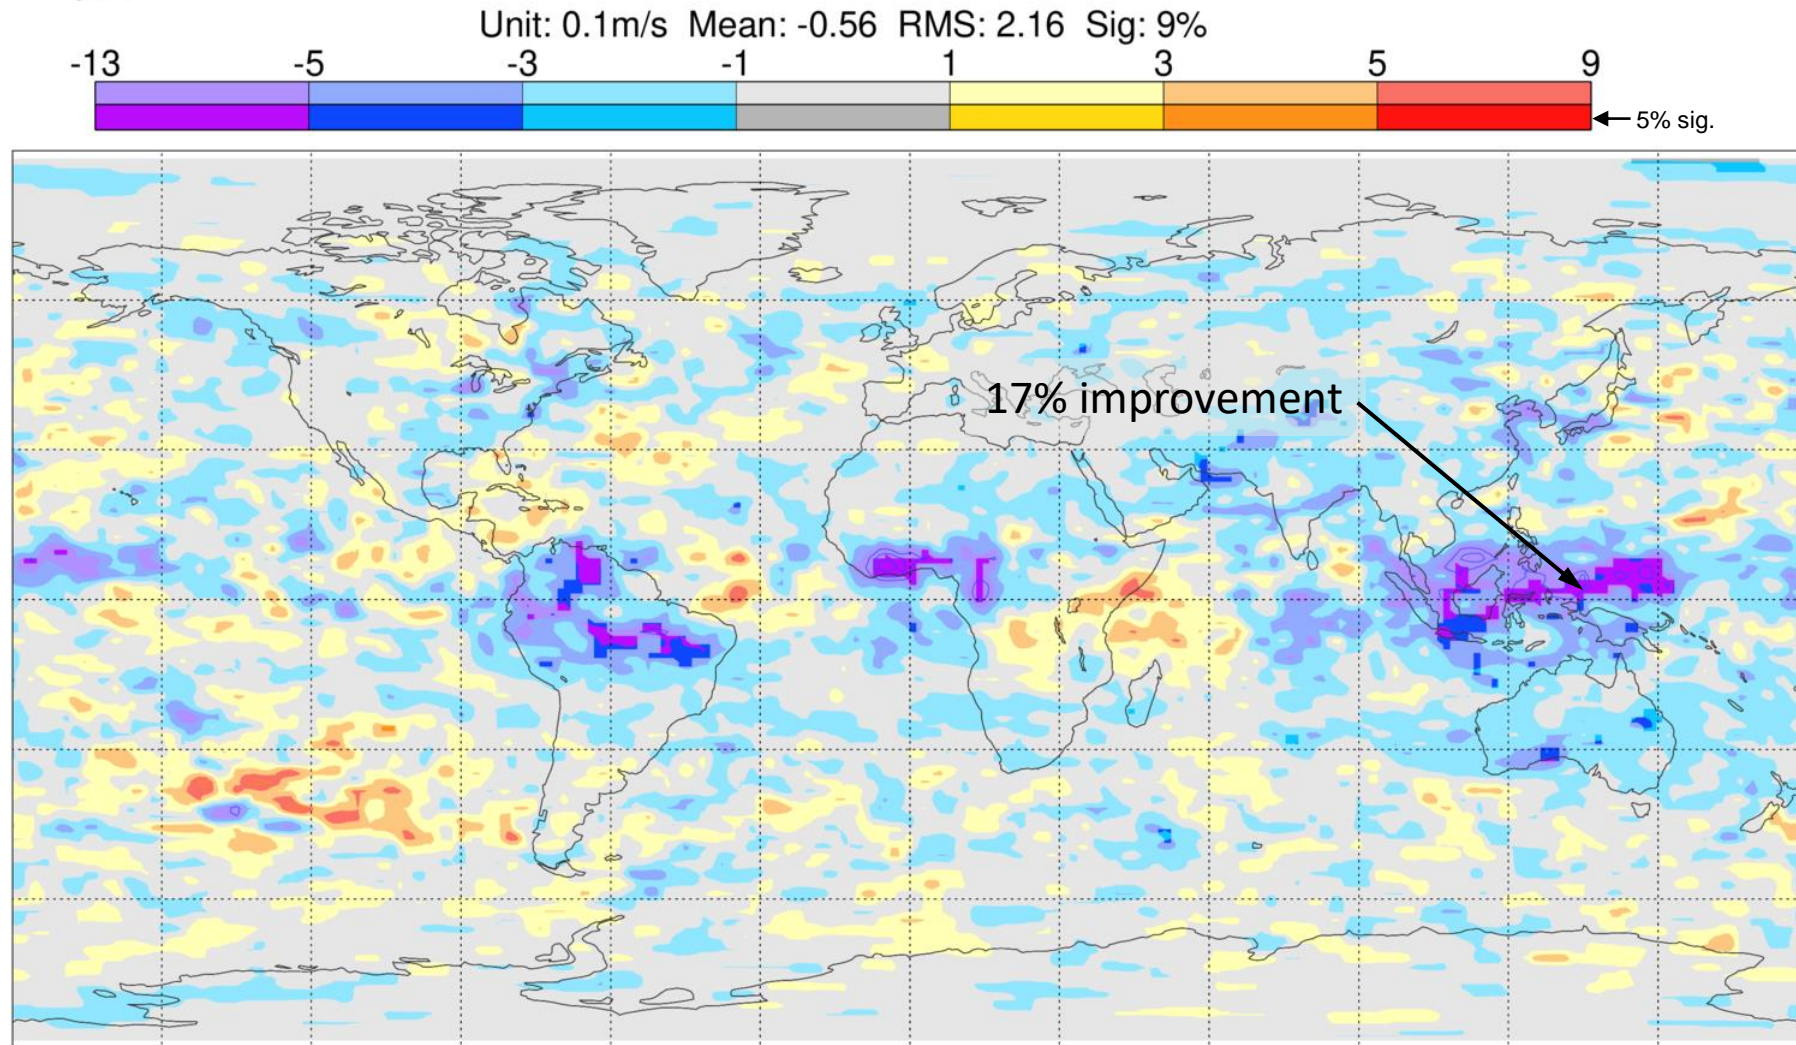 Unit: 0.1m/s Mean: -0.56 RMS: 2.16 Sig: 9%
-13 -5 -3 -1 1 3 5 9
5% sig.
17% improvement